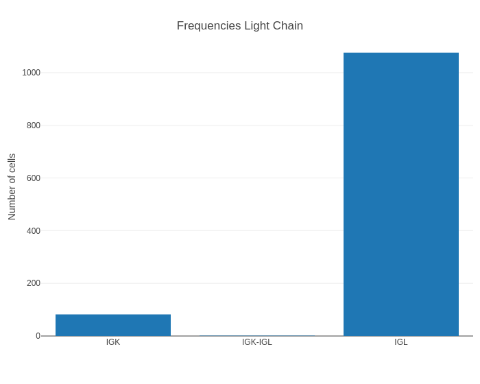 Frequencies Light Chain
Number of cells
1000
800
600
400
200
0
IGK
IGK-IGL
IGL